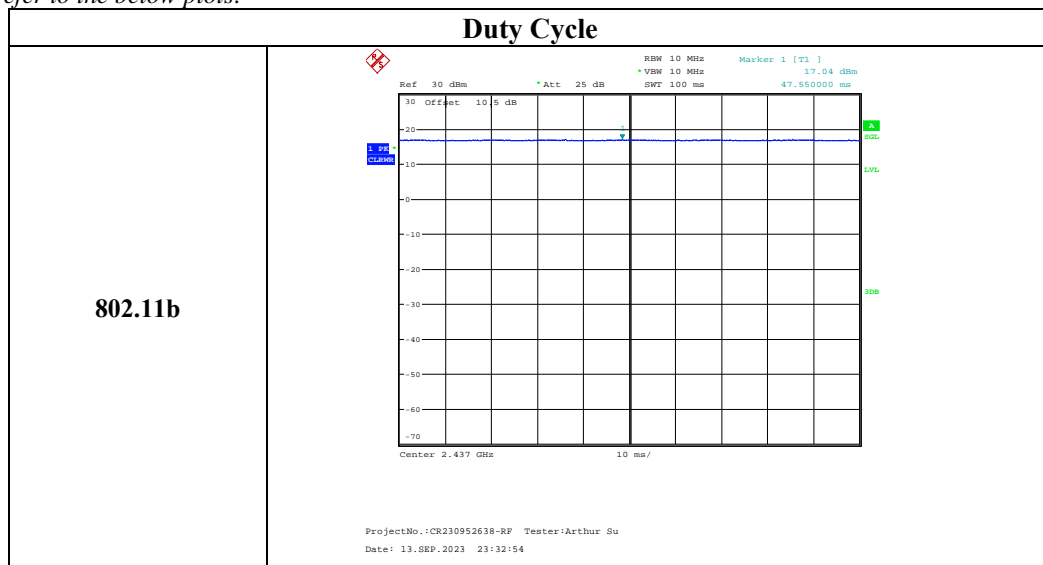 refer to the below plots.
Duty Cycle
802.11b
R S
RBW 10 MHz Marker 1 [T1 ]
* VBW 10 MHz 17.04 dBm
Ref 30 dBm * Att 25 dB SWT 100 ms 47.550000 ms
30 Offset 10.5 dB
A
20
SGL
1
1 PK *
CLRWR
10
LVL
0
-10
-20
3DB
-30
-40
-50
-60
-70
Center 2.437 GHz 10 ms/
ProjectNo.:CR230952638-RF Tester:Arthur Su
Date: 13.SEP.2023 23:32:54